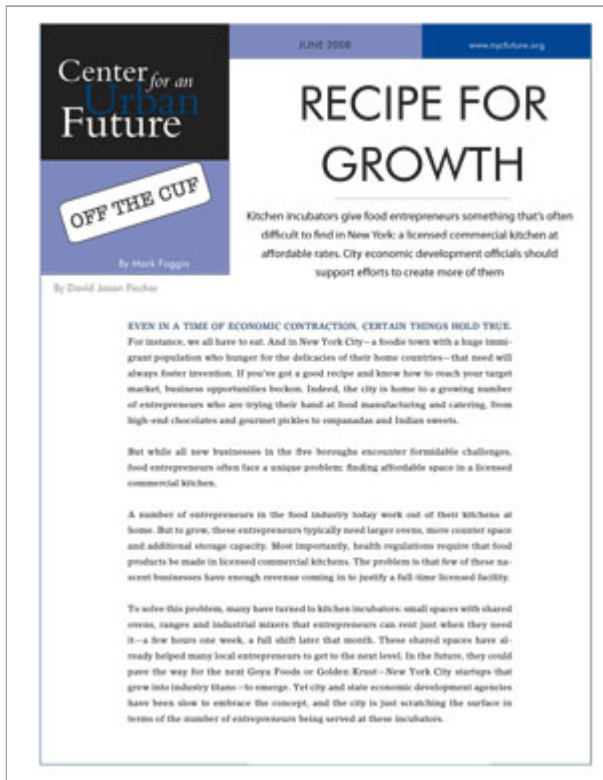 JUNE 2008
www.nycfuture.org
Center for an
Urban
Future
RECIPE FOR
GROWTH
OFF THE CUF
Kitchen incubators give food entrepreneurs something that's often
difficult to find in New York: a licensed commercial kitchen at
affordable rates. City economic development officials should
support efforts to create more of them
By Mark Foggin
By David Jason Fischer
EVEN IN A TIME OF ECONOMIC CONTRACTION, CERTAIN THINGS HOLD TRUE.
For instance, we all have to eat. And in New York City—a foodie town with a huge immi-
grant population who hunger for the delicacies of their home countries—that need will
always foster invention. If you've got a good recipe and know how to reach your target
market, business opportunities beckon. Indeed, the city is home to a growing number
of entrepreneurs who are trying their hand at food manufacturing and catering, from
high-end chocolates and gourmet pickles to empanadas and Indian sweets.
But while all new businesses in the five boroughs encounter formidable challenges,
food entrepreneurs often face a unique problem: finding affordable space in a licensed
commercial kitchen.
A number of entrepreneurs in the food industry today work out of their kitchens at
home. But to grow, these entrepreneurs typically need larger ovens, more counter space
and additional storage capacity. Most importantly, health regulations require that food
products be made in licensed commercial kitchens. The problem is that few of these na-
scent businesses have enough revenue coming in to justify a full-time licensed facility.
To solve this problem, many have turned to kitchen incubators: small spaces with shared
ovens, ranges and industrial mixers that entrepreneurs can rent just when they need
it—a few hours one week, a full shift later that month. These shared spaces have al-
ready helped many local entrepreneurs to get to the next level. In the future, they could
pave the way for the next Goya Foods or Golden Krust—New York City startups that
grew into industry titans—to emerge. Yet city and state economic development agencies
have been slow to embrace the concept, and the city is just scratching the surface in
terms of the number of entrepreneurs being served at these incubators.